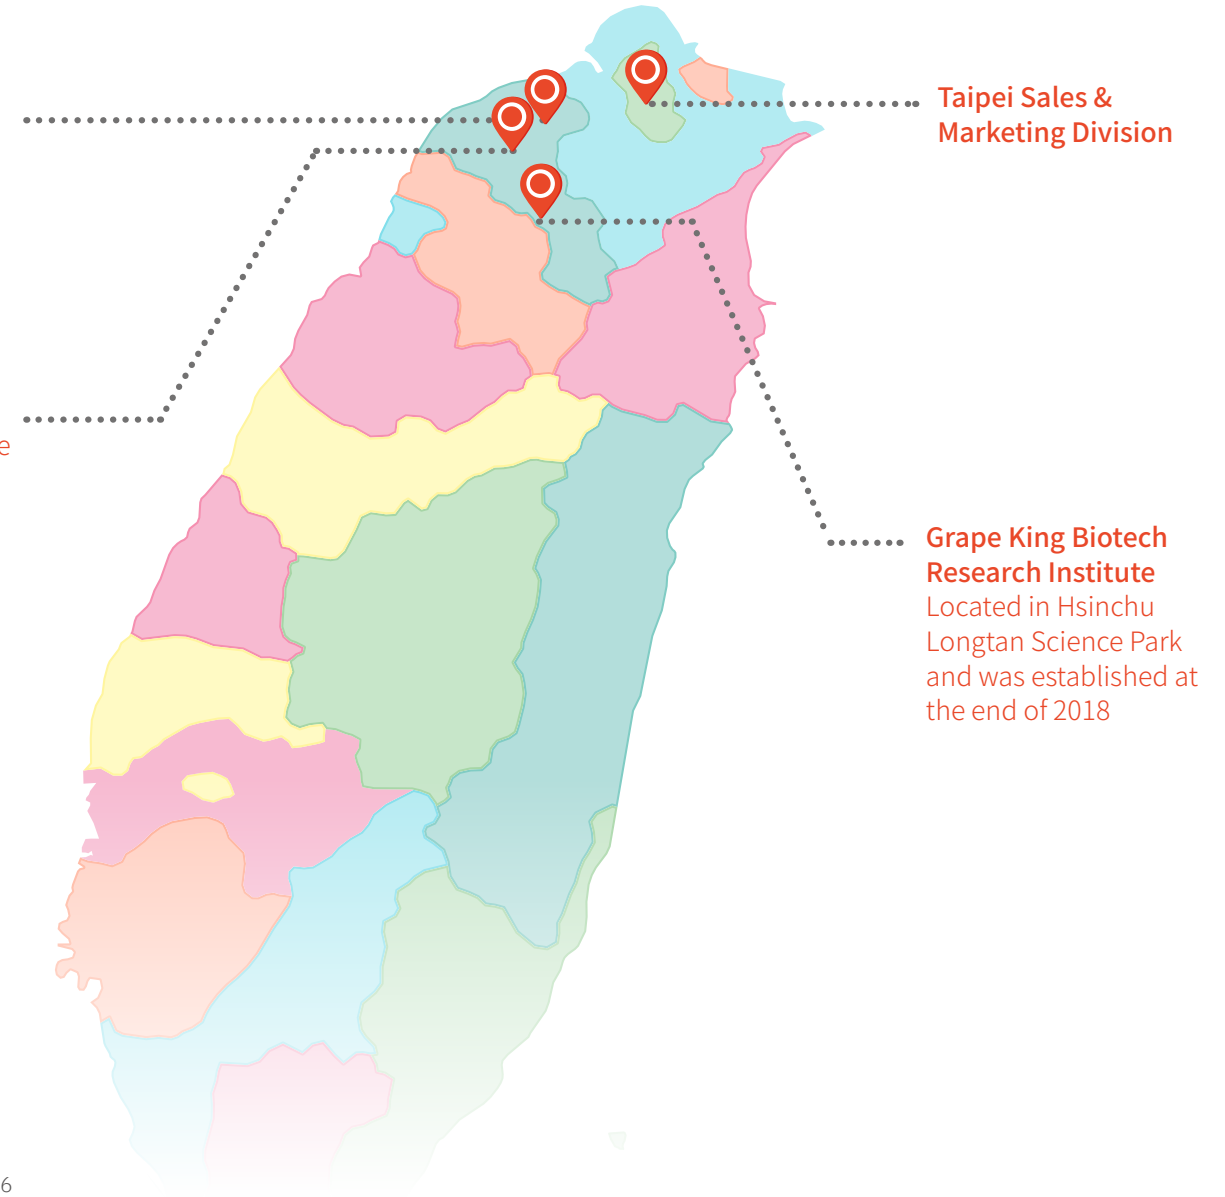 Taipei Sales &
Marketing Division
e
Grape King Biotech
Research Institute
Located in Hsinchu
Longtan Science Park
and was established at
the end of 2018
6